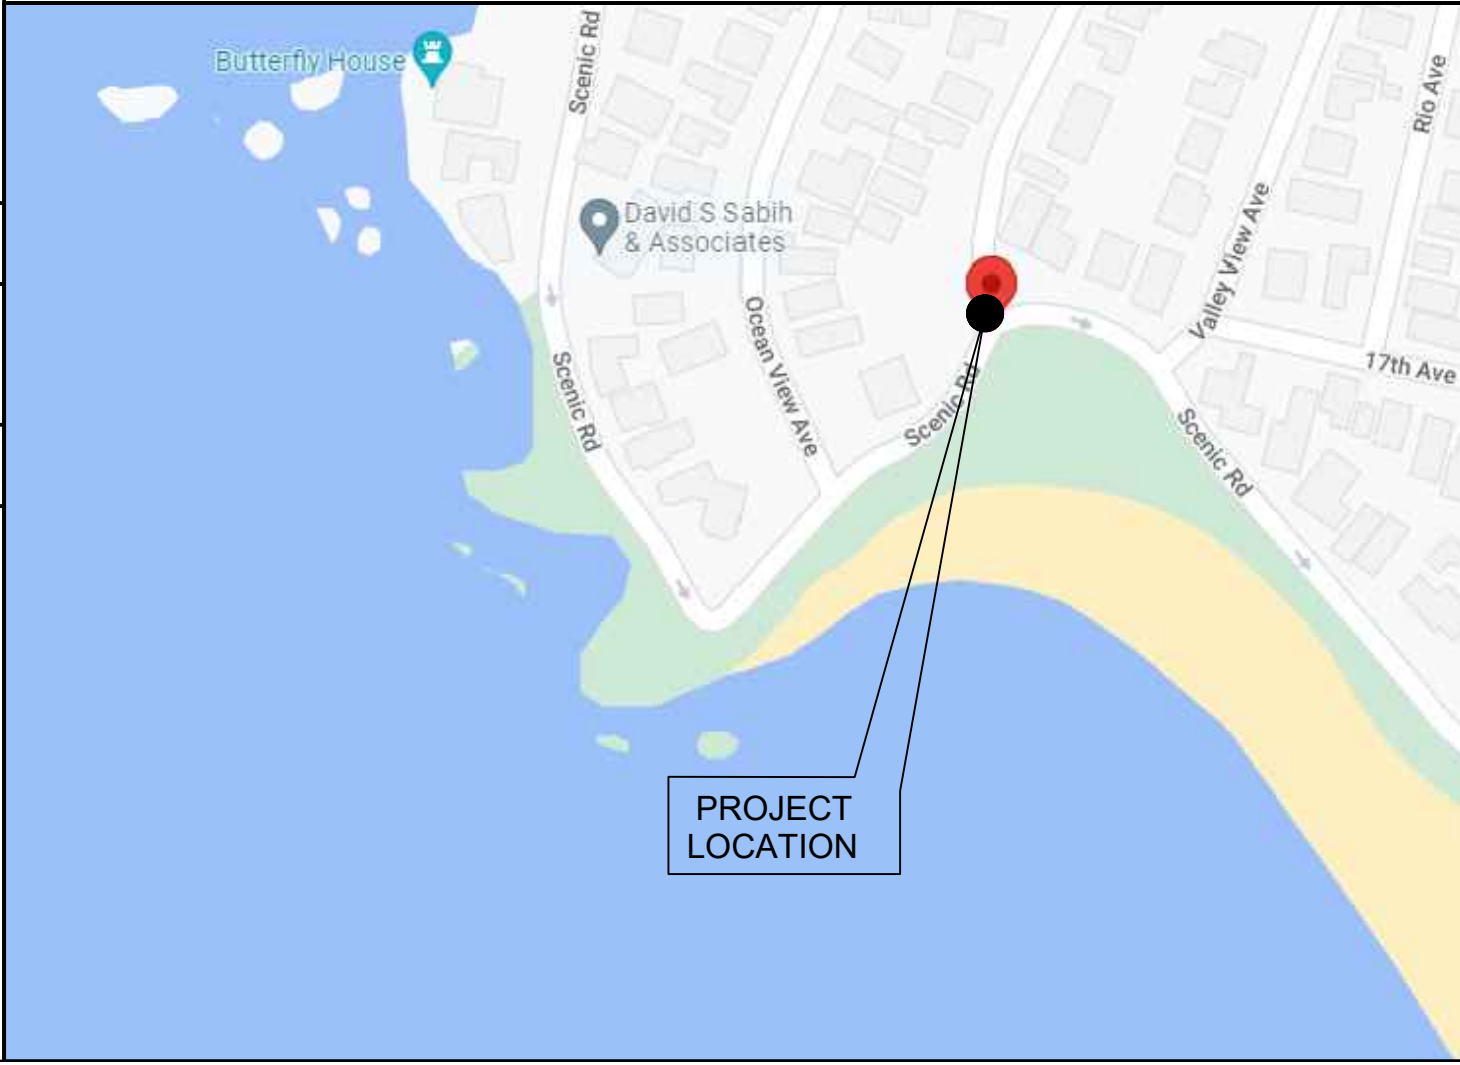 Scenic Rd
Butterfly House
Rio Ave
David S Sabih
& Associates
Valley View Ave
Ocean View Ave
Scenic Rd
Scenic Rd
17th Ave
Scenic Rd
PROJECT
LOCATION